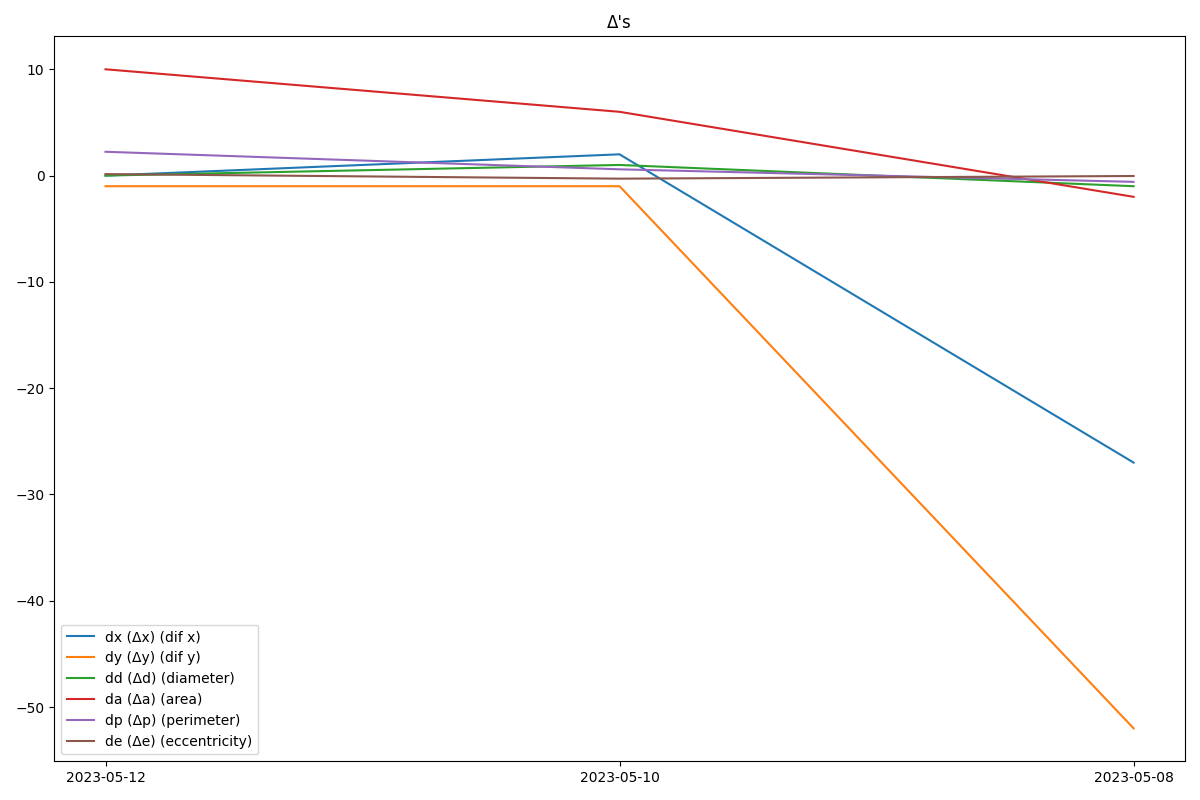 Δ's
10
0
−10
−20
−30
−40
−50
dx (Δx) (dif x)
dy (Δy) (dif y)
dd (Δd) (diameter)
da (Δa) (area)
dp (Δp) (perimeter)
de (Δe) (eccentricity)
2023-05-12
2023-05-10
2023-05-08